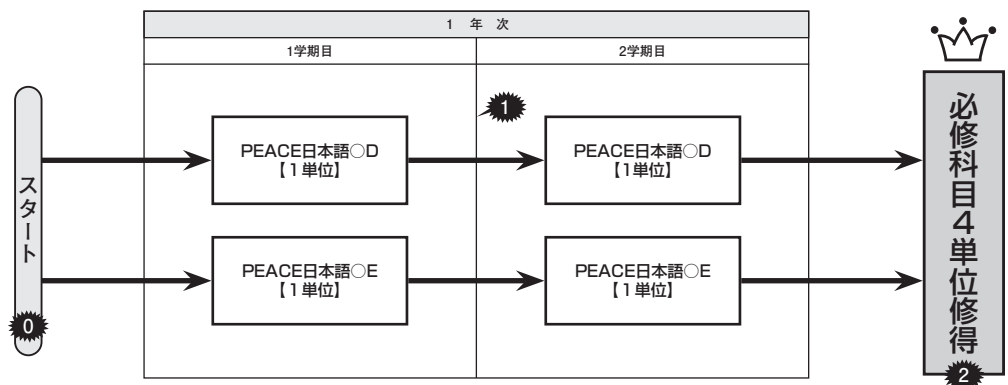 1 年 次
1学期目
2学期目
スタート
0
PEACE日本語○D
【1単位】
1
PEACE日本語○D
【1単位】
PEACE日本語○E
【1単位】
PEACE日本語○E
【1単位】
必修科目4単位修得
2